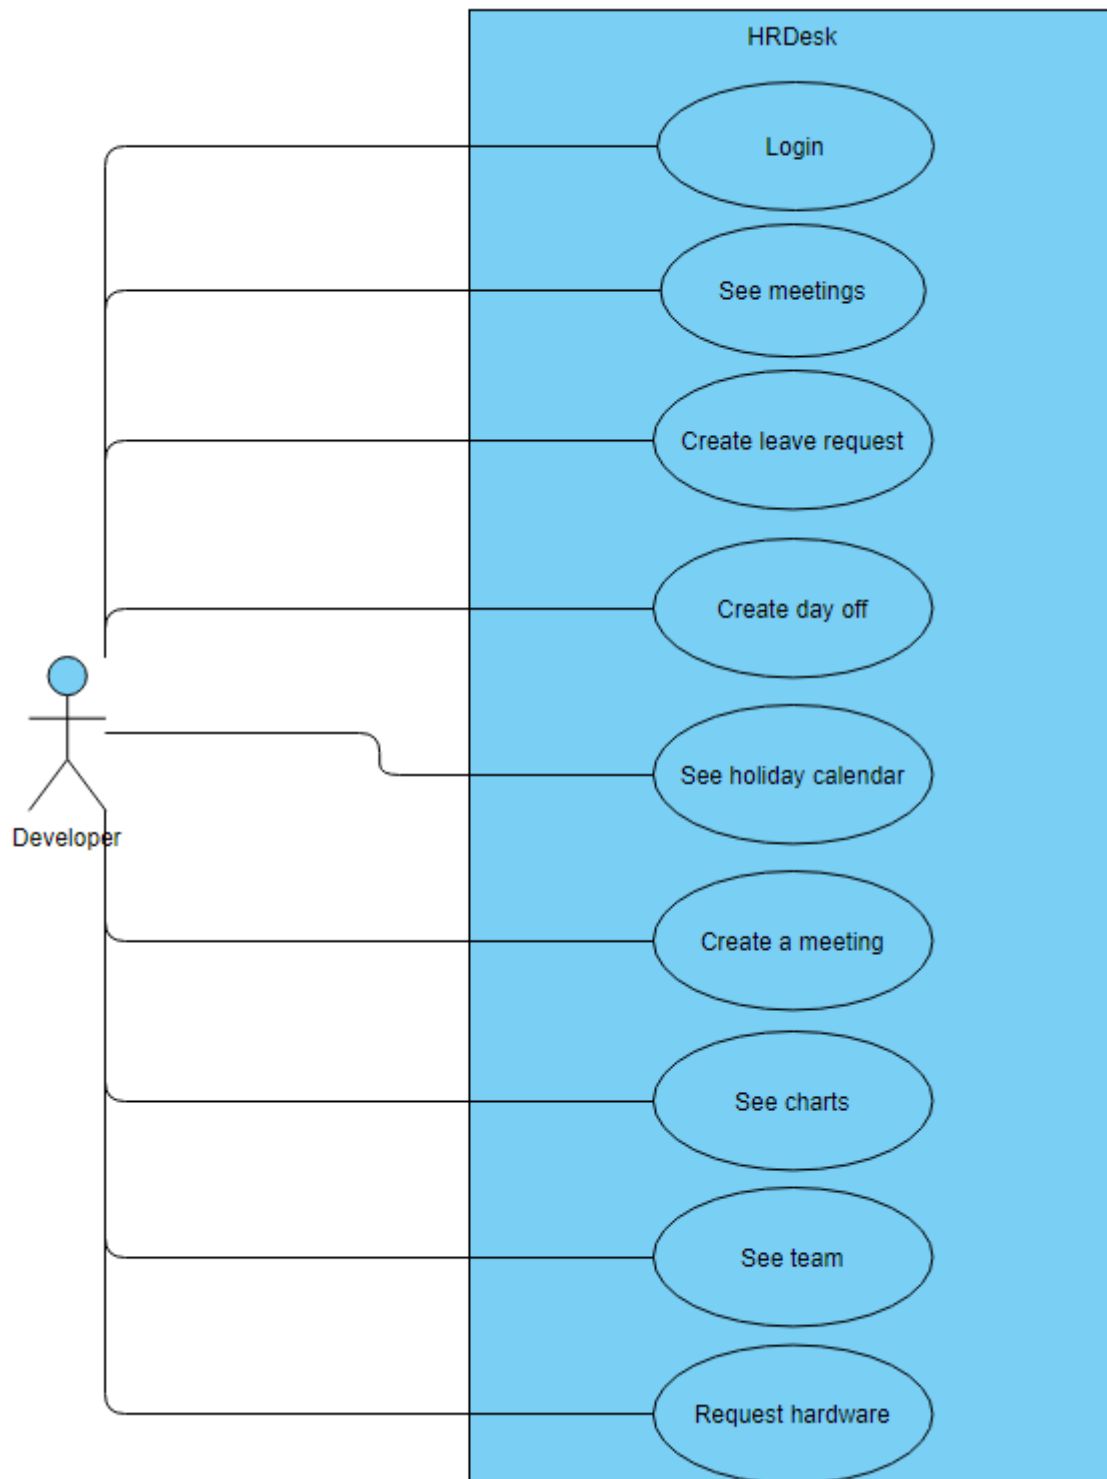 HRDesk
Login
See meetings
Create leave request
Create day off
See holiday calendar
Developer
Create a meeting
See charts
See team
Request hardware